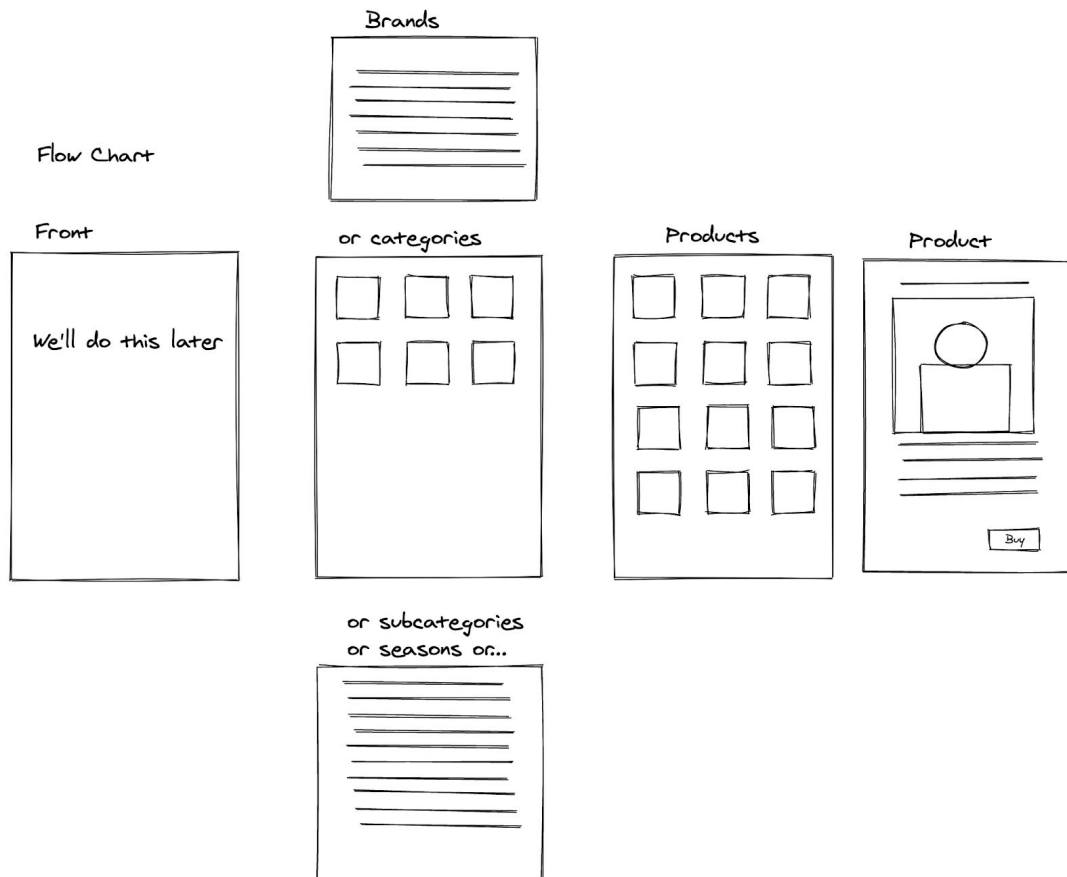 Brands
Flow Chart
Front
or categories
Products
Product
We'll do this later
Buy
or subcategories
or seasons or...